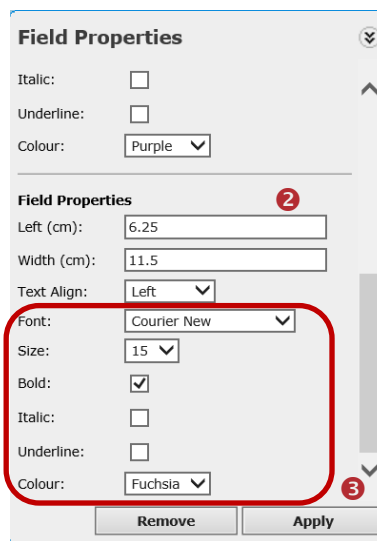 Field Properties
Italic:
Underline:
Colour: Purple
Field Properties 2
Left (cm): 6.25
Width (cm): 11.5
Text Align: Left
Font: Courier New
Size: 15
Bold:
Italic:
Underline:
Colour: Fuchsia 3
Remove Apply